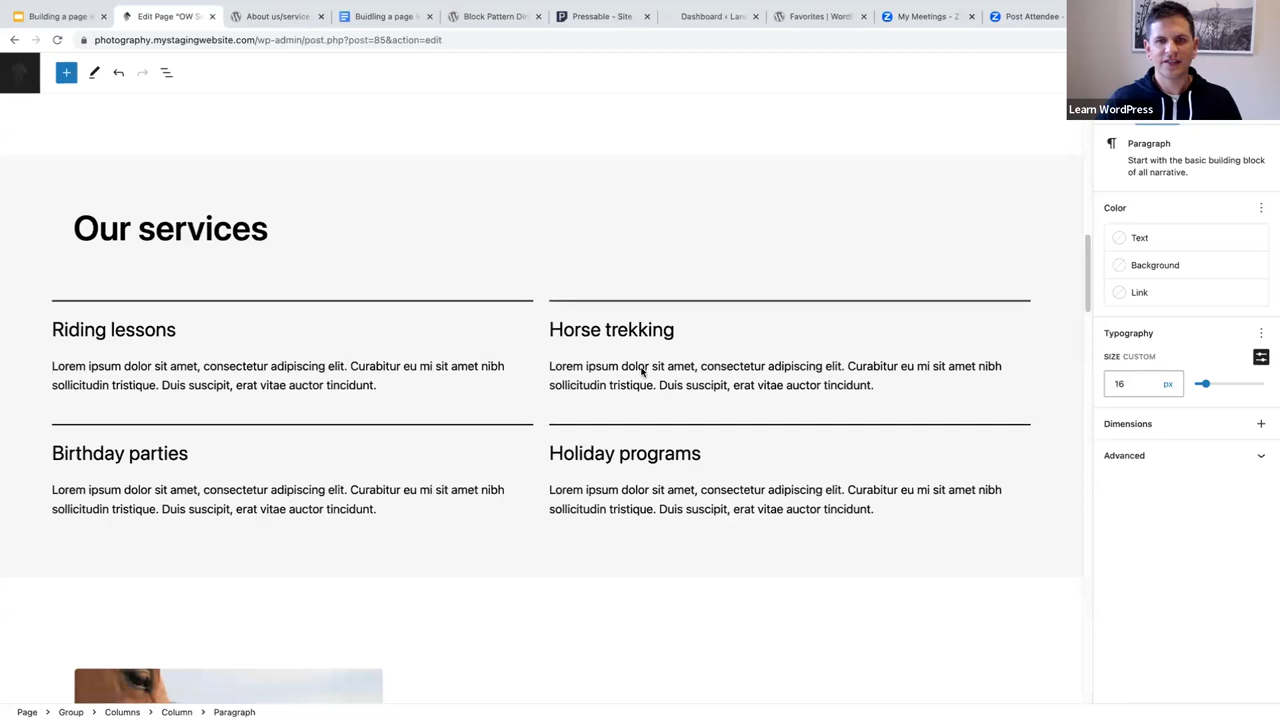 Building a page w
Edit Page "OW S
About us/service
Buidling a page
Block Pattern Dir
Pressable - Site
Dashboard ‹ Lan
Favorites | Word
My Meetings - Z
Post Attendee -
photography.mystagingwebsite.com/wp-admin/post.php?post=85&action=edit
Learn WordPress
Our services
Riding lessons
Lorem ipsum dolor sit amet, consectetur adipiscing elit. Curabitur eu mi sit amet nibh
sollicitudin tristique. Duis suscipit, erat vitae auctor tincidunt.
Horse trekking
Lorem ipsum dolor sit amet, consectetur adipiscing elit. Curabitur eu mi sit amet nibh
sollicitudin tristique. Duis suscipit, erat vitae auctor tincidunt.
Birthday parties
Lorem ipsum dolor sit amet, consectetur adipiscing elit. Curabitur eu mi sit amet nibh
sollicitudin tristique. Duis suscipit, erat vitae auctor tincidunt.
Holiday programs
Lorem ipsum dolor sit amet, consectetur adipiscing elit. Curabitur eu mi sit amet nibh
sollicitudin tristique. Duis suscipit, erat vitae auctor tincidunt.
Paragraph
Start with the basic building block
of all narrative.
Color
Text
Background
Link
Typography
SIZE CUSTOM
16 px
Dimensions
Advanced
Page
Group
Columns
Column
Paragraph